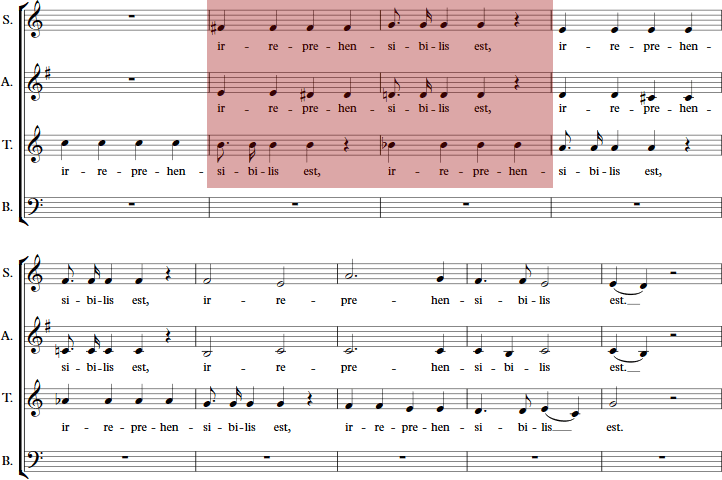 S.
ir - re - pre - hen - si - bi - lis est, ir - re - pre - hen -
A.
ir - re - pre - hen - si - bi - lis est, ir - re - pre - hen -
T.
ir - re - pre - hen - si - bi - lis est, ir - re - pre - hen - si - bi - lis est,
B.
S.
si - bi - lis est, ir - re - pre - hen - si - bi - lis est.
A.
si - bi - lis est, ir - re - pre - hen - si - bi - lis est.
T.
ir - re - pre - hen - si - bi - lis est, ir - re - pre - hen - si - bi - lis est.
B.